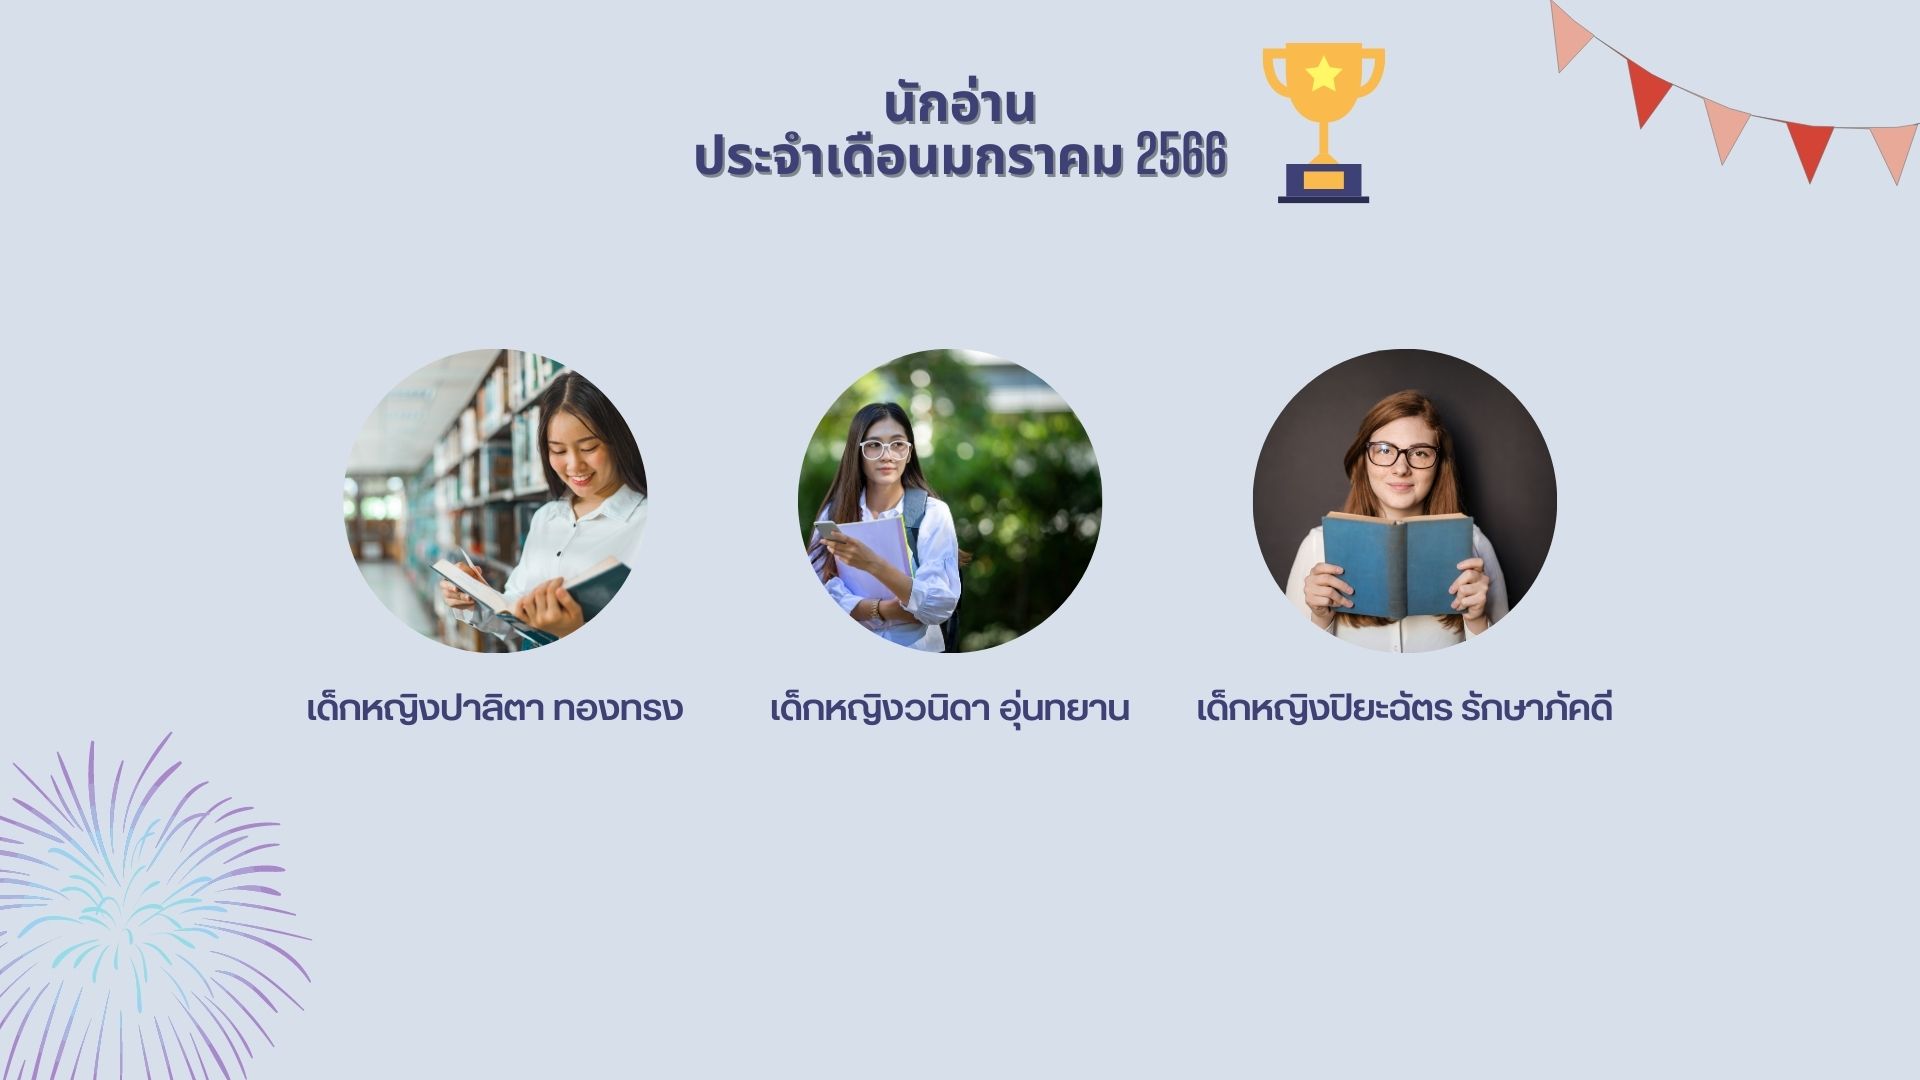 นักอ่าน
ประจำเดือนมกราคม 2566
เด็กหญิงปาลิตา ทองทรง
เด็กหญิงวนิดา อุ่นทยาน
เด็กหญิงปิยะฉัตร รักษาภัคดี